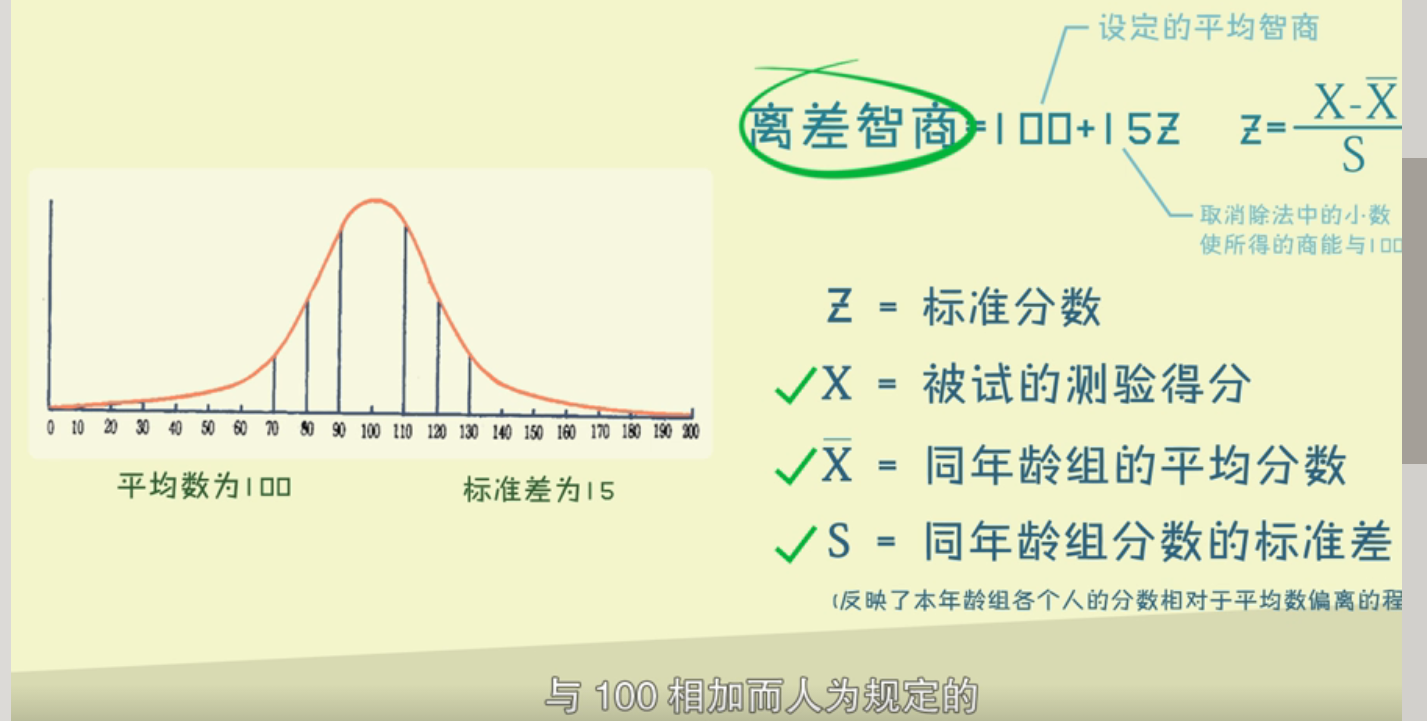 设定的平均智商
离差智商=100+15Z
Z=
X-X̄
S
取消除法中的小数
使所得的商能与100
Z = 标准分数
X = 被试的测验得分
X̄ = 同年龄组的平均分数
S = 同年龄组分数的标准差
(反映了本年龄组各个人的分数相对于平均数偏离的程
0 10 20 30 40 50 60 70 80 90 100 110 120 130 140 150 160 170 180 190 200
平均数为100
标准差为15
与 100 相加而人为规定的